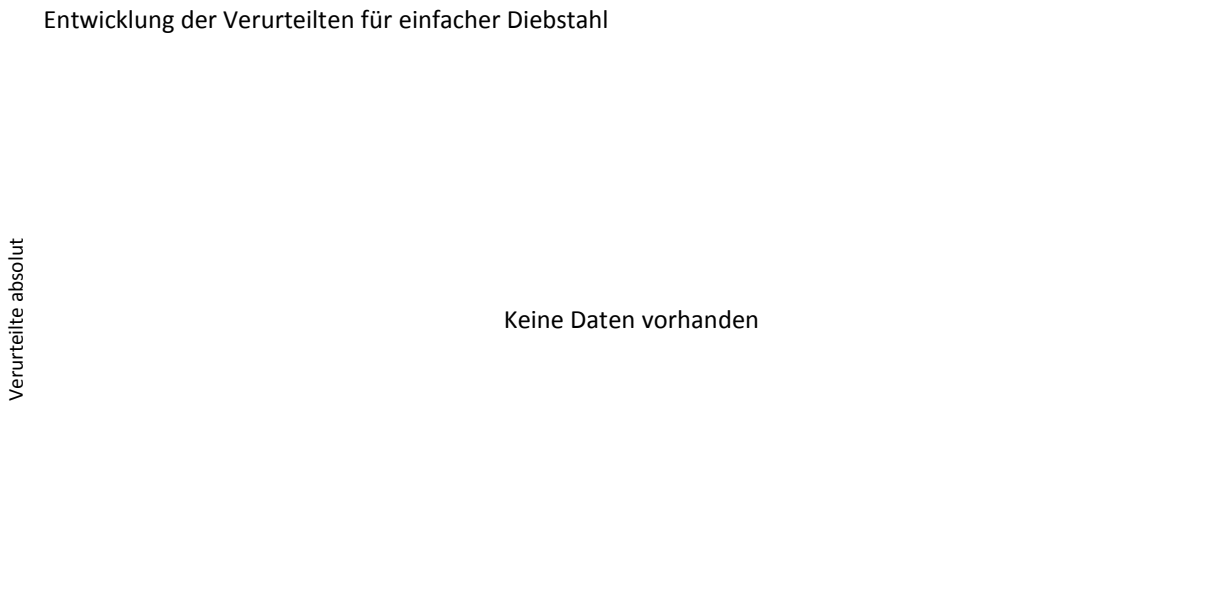 Entwicklung der Verurteilten für einfacher Diebstahl
Verurteilte absolut
Keine Daten vorhanden